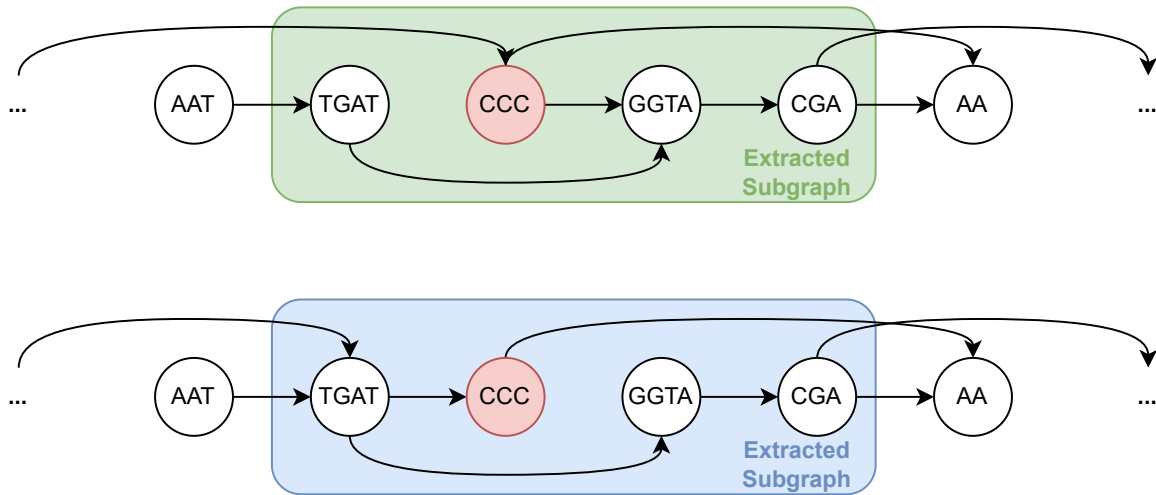 ... AAT TGAT CCC GGTA CGA AA ...
Extracted
Subgraph
... AAT TGAT CCC GGTA CGA AA ...
Extracted
Subgraph